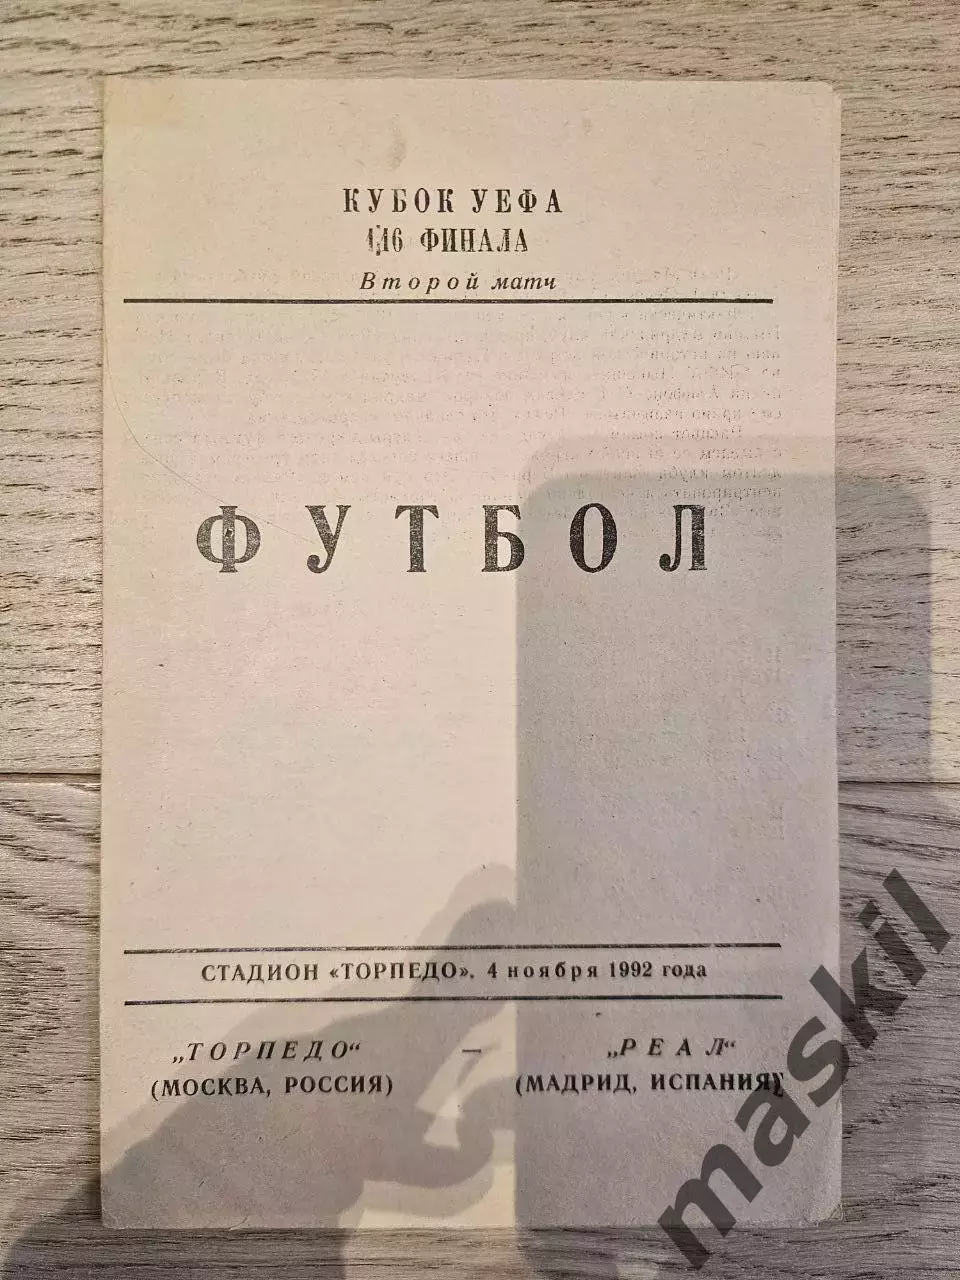 КУБОК УЕФА
1/16 ФИНАЛА
Второй матч
ФУТБОЛ
СТАДИОН «ТОРПЕДО», 4 ноября 1992 года
„ТОРПЕДО“ — „РЕАЛ“
(МОСКВА, РОССИЯ) (МАДРИД, ИСПАНИЯ)
maskil